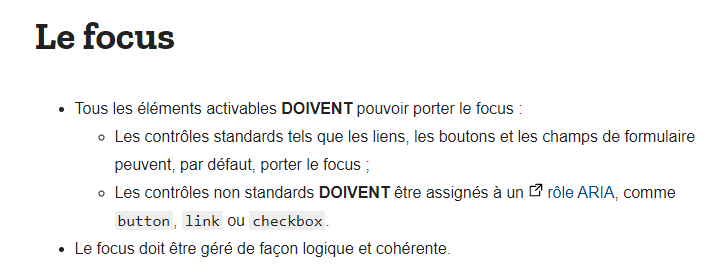 Le focus
• Tous les éléments activables DOIVENT pouvoir porter le focus :
◦ Les contrôles standards tels que les liens, les boutons et les champs de formulaire
peuvent, par défaut, porter le focus ;
◦ Les contrôles non standards DOIVENT être assignés à un rôle ARIA, comme
button, link ou checkbox.
• Le focus doit être géré de façon logique et cohérente.